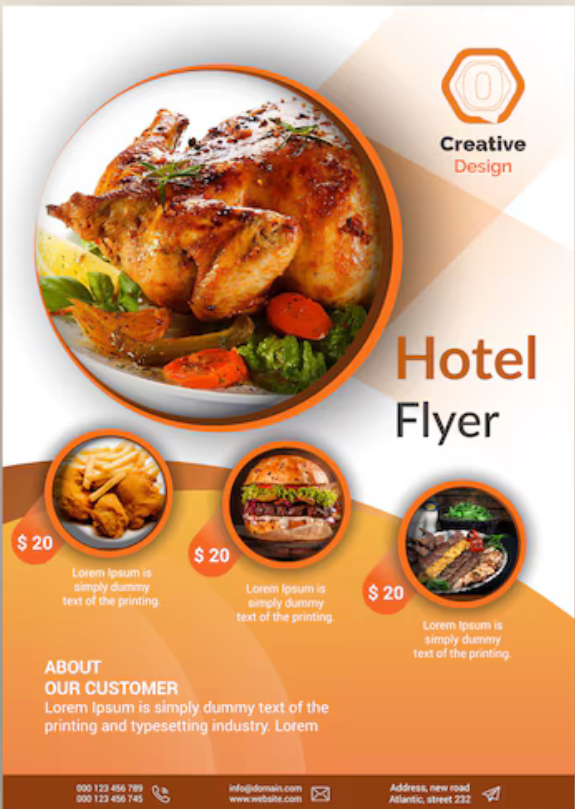 Creative
Design
Hotel
Flyer
$ 20
Lorem Ipsum is
simply dummy
text of the printing.
$ 20
Lorem Ipsum is
simply dummy
text of the printing.
$ 20
Lorem Ipsum is
simply dummy
text of the printing.
ABOUT
OUR CUSTOMER
Lorem Ipsum is simply dummy text of the
printing and typesetting industry. Lorem
000 123 456 789
000 123 456 745
info@domain.com
www.website.com
Address, new road
Atlantic, street 232